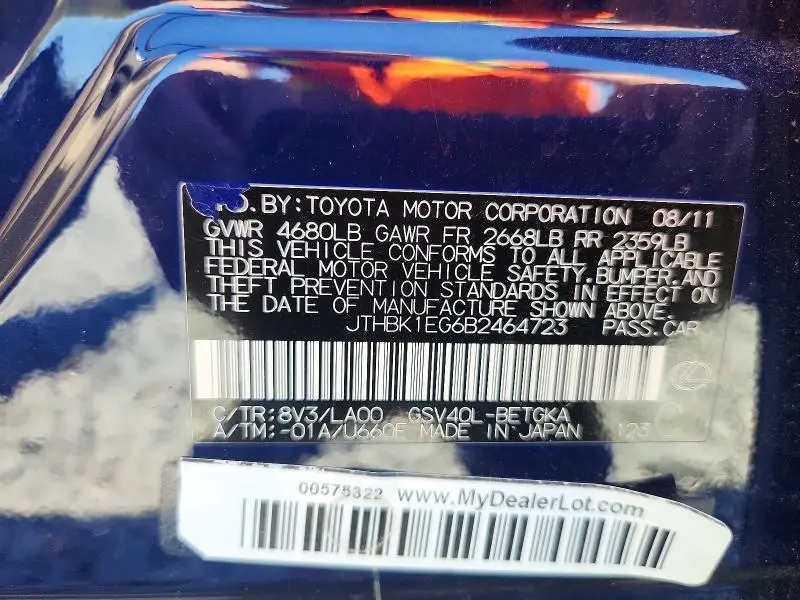 D. BY: TOYOTA MOTOR CORPORATION 08/11
GVWR 4680LB GAWR FR 2668LB RR 2359LB
THIS VEHICLE CONFORMS TO ALL APPLICABLE
FEDERAL MOTOR VEHICLE SAFETY, BUMPER, AND
THEFT PREVENTION STANDARDS IN EFFECT ON
THE DATE OF MANUFACTURE SHOWN ABOVE.
JTHBK1EG6B2464723 PASS. CAR
C/TR: 8V3/LA00 GSV40L-BETGKA
A/TM: -01A/U660E MADE IN JAPAN 123 C
00575322 www.MyDealerLot.com